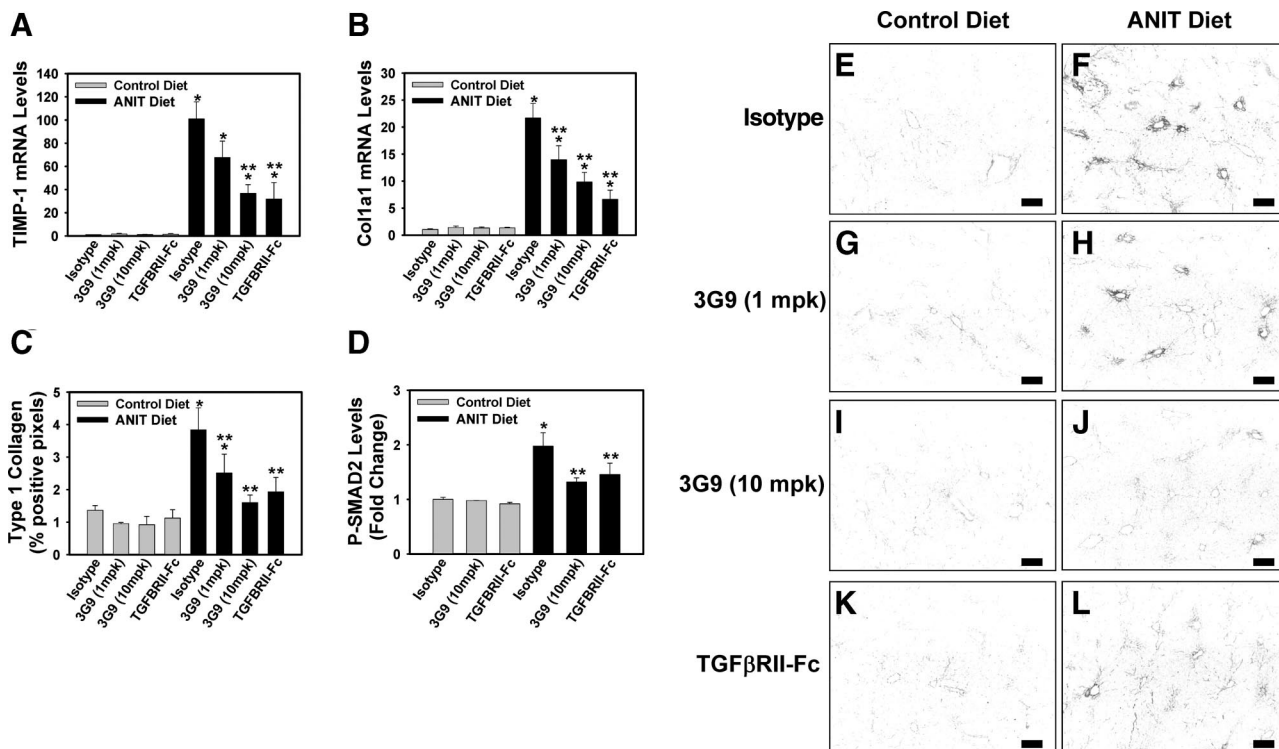 A
TIMP-1 mRNA Levels
140
120
100
80
60
40
20
0
Control Diet
ANIT Diet
*
*
**
*
**
*
Isotype
3G9 (1mpk)
3G9 (10mpk)
TGFBRII-Fc
Isotype
3G9 (1mpk)
3G9 (10mpk)
TGFBRII-Fc
B
Col1a1 mRNA Levels
30
25
20
15
10
5
0
Control Diet
ANIT Diet
*
**
*
**
*
**
*
Isotype
3G9 (1mpk)
3G9 (10mpk)
TGFBRII-Fc
Isotype
3G9 (1mpk)
3G9 (10mpk)
TGFBRII-Fc
C
Type 1 Collagen
(% positive pixels)
5
4
3
2
1
0
Control Diet
ANIT Diet
*
**
*
**
**
Isotype
3G9 (1mpk)
3G9 (10mpk)
TGFBRII-Fc
Isotype
3G9 (1mpk)
3G9 (10mpk)
TGFBRII-Fc
D
P-SMAD2 Levels
(Fold Change)
3
2
1
0
Control Diet
ANIT Diet
*
**
**
Isotype
3G9 (10mpk)
TGFBRII-Fc
Isotype
3G9 (10mpk)
TGFBRII-Fc
Control Diet
ANIT Diet
Isotype
E
F
3G9 (1 mpk)
G
H
3G9 (10 mpk)
I
J
TGFβRII-Fc
K
L